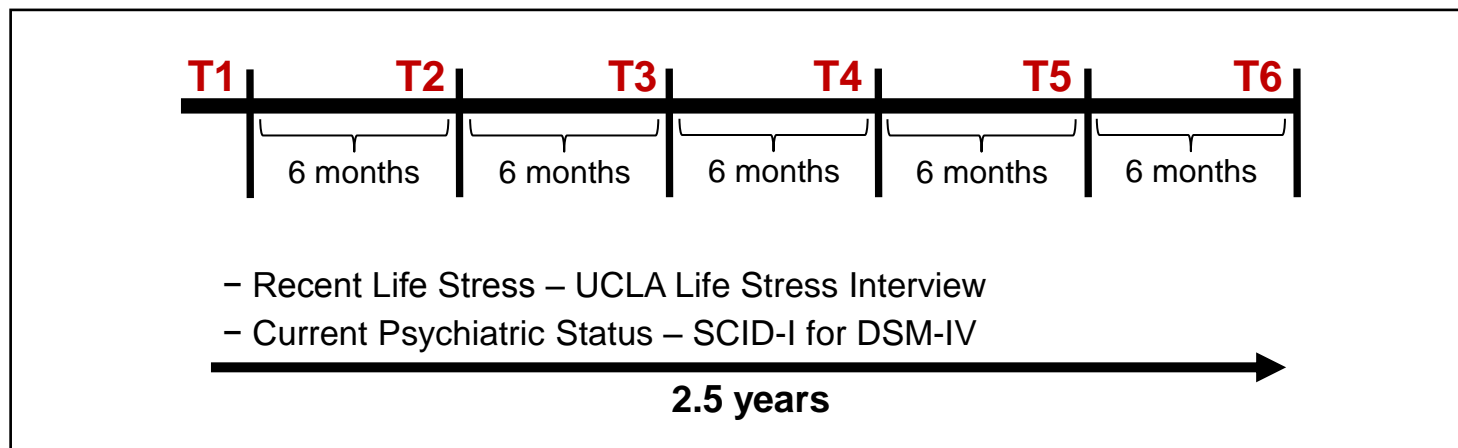 T1 T2 T3 T4 T5 T6
6 months 6 months 6 months 6 months 6 months
− Recent Life Stress – UCLA Life Stress Interview
− Current Psychiatric Status – SCID-I for DSM-IV
2.5 years